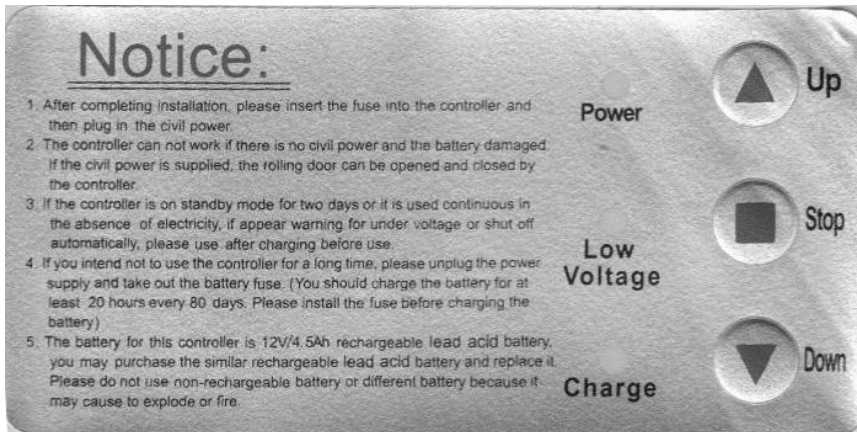 Notice:
1. After completing installation, please insert the fuse into the controller and
then plug in the civil power
2. The controller can not work if there is no civil power and the battery damaged.
If the civil power is supplied, the rolling door can be opened and closed by
the controller.
3. If the controller is on standby mode for two days or it is used continuous in
the absence of electricity, if appear warning for under voltage or shut off
automatically, please use after charging before use.
4. If you intend not to use the controller for a long time, please unplug the power
supply and take out the battery fuse. (You should charge the battery for at
least 20 hours every 80 days. Please install the fuse before charging the
battery)
5. The battery for this controller is 12V/4.5Ah rechargeable lead acid battery,
you may purchase the similar rechargeable lead acid battery and replace it.
Please do not use non-rechargeable battery or different battery because it
may cause to explode or fire.
Power
Low
Voltage
Charge
Up
Stop
Down